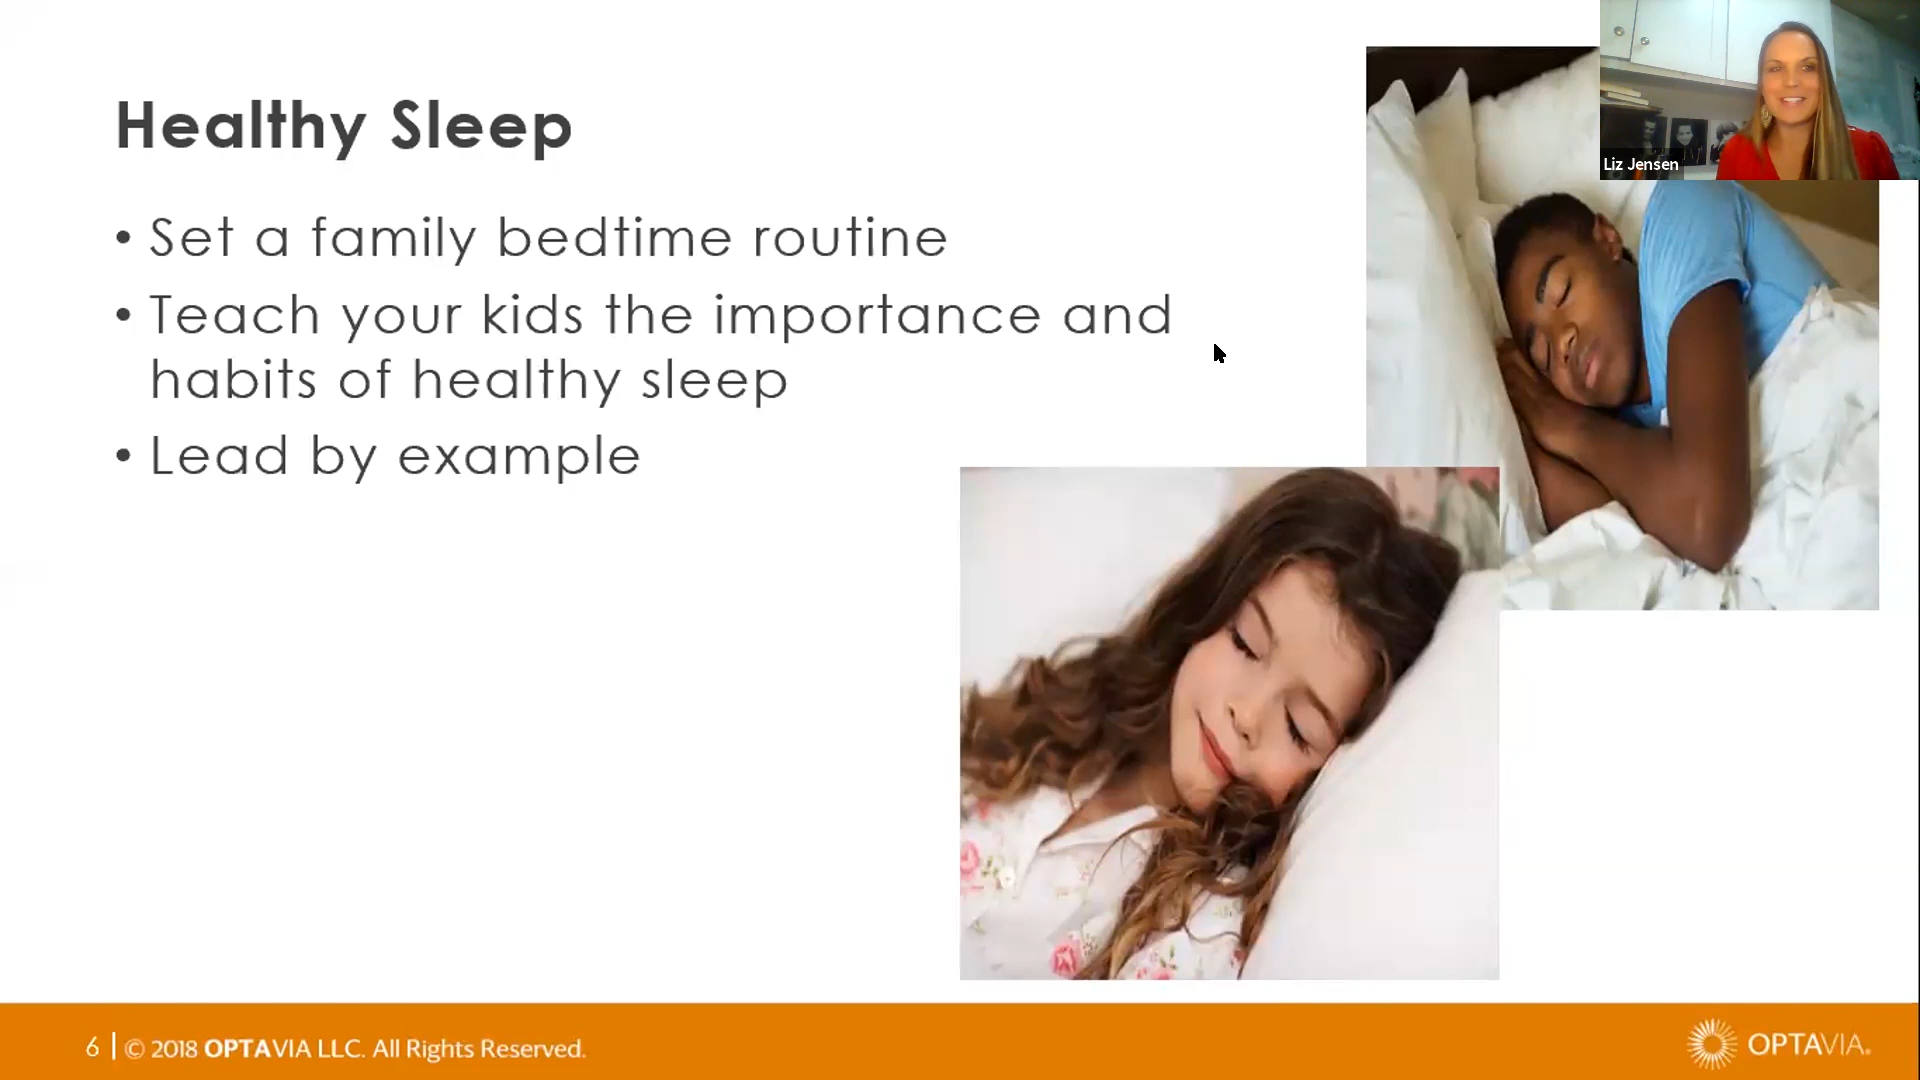 Healthy Sleep
• Set a family bedtime routine
• Teach your kids the importance and
habits of healthy sleep
• Lead by example
Liz Jensen
6 | © 2018 OPTAVIA LLC. All Rights Reserved.
OPTAVIA.